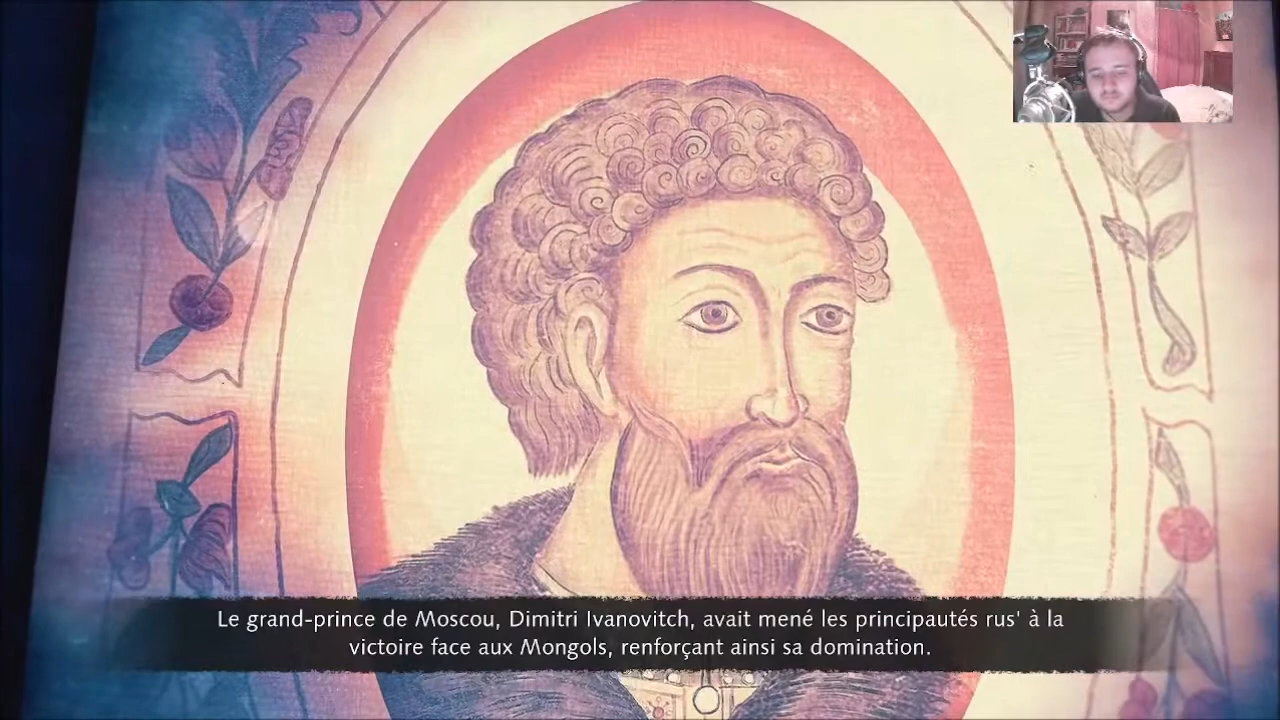 Le grand-prince de Moscou, Dimitri Ivanovitch, avait mené les principautés rus' à la
victoire face aux Mongols, renforçant ainsi sa domination.